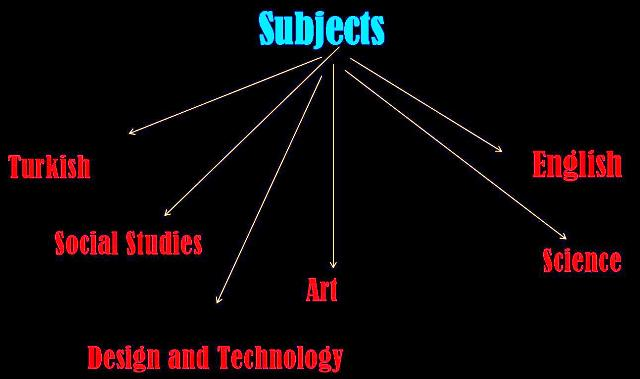 Subjects
Turkish
English
Social Studies
Science
Art
Design and Technology